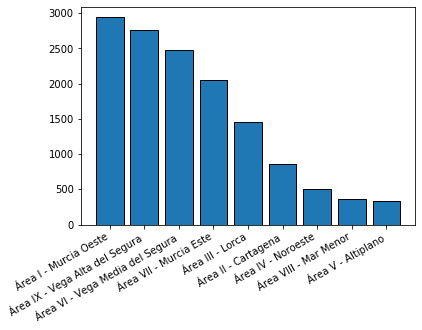 3000
2500
2000
1500
1000
500
0
Área I - Murcia Oeste
Área IX - Vega Alta del Segura
Área VI - Vega Media del Segura
Área VII - Murcia Este
Área III - Lorca
Área II - Cartagena
Área IV - Noroeste
Área VIII - Mar Menor
Área V - Altiplano